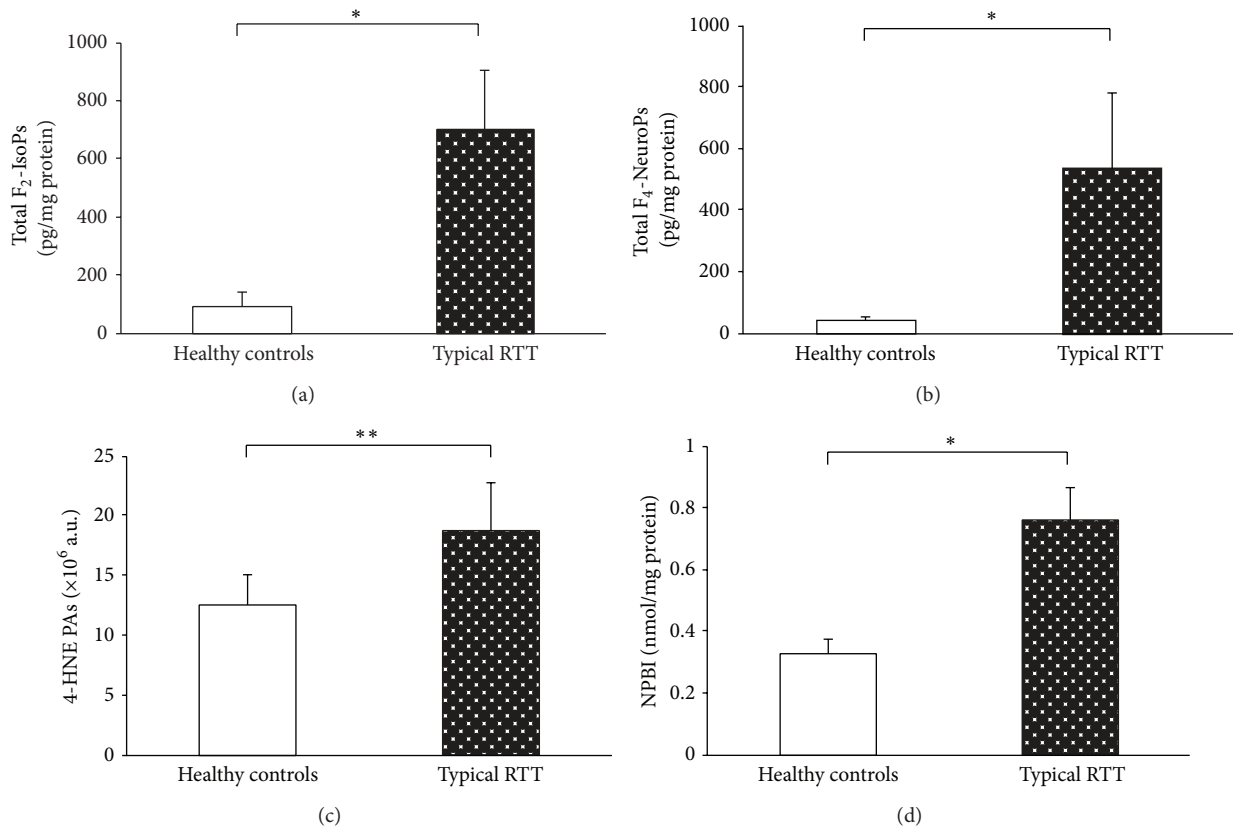 *
Total F₂-IsoPs
(pg/mg protein)
1000
800
600
400
200
0
Healthy controls
Typical RTT
(a)
*
Total F₄-NeuroPs
(pg/mg protein)
1000
800
600
400
200
0
Healthy controls
Typical RTT
(b)
**
4-HNE PAs (×10⁶ a.u.)
25
20
15
10
5
0
Healthy controls
Typical RTT
(c)
*
NPBI (nmol/mg protein)
1
0.8
0.6
0.4
0.2
0
Healthy controls
Typical RTT
(d)